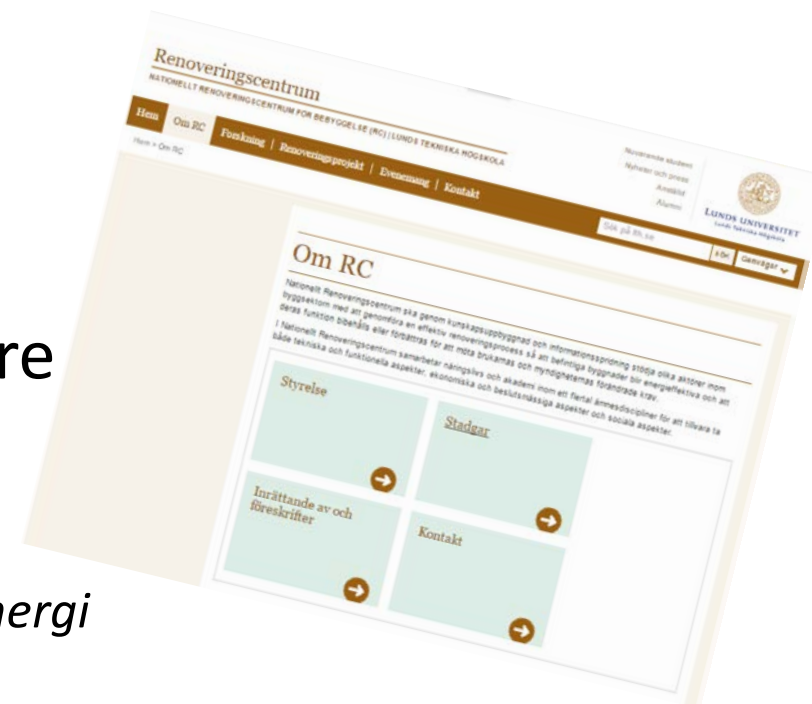 Renoveringscentrum
NATIONELLT RENOVERINGSCENTRUM FÖR BEBYGGELSE (RC) | LUNDS TEKNISKA HÖGSKOLA
Nuvarande student
Nyheter och press
Anställd
Alumni
LUNDS UNIVERSITET
Lunds Tekniska Högskola
Hem Om RC Forskning | Renoveringsprojekt | Evenemang | Kontakt
Sök på lth.se
Genvägar
Hem > Om RC
Om RC
Nationellt Renoveringscentrum ska genom kunskapsuppbyggnad och informationsspridning stödja olika aktörer inom
byggsektorn med att genomföra en effektiv renoveringsprocess så att befintliga byggnader blir energieffektiva och att
deras funktion bibehålls eller förbättras för att möta brukarnas och myndigheternas förändrade krav.
I Nationellt Renoveringscentrum samarbetar näringslivs och akademi inom ett flertal ämnesdiscipliner för att tillvara ta
både tekniska och funktionella aspekter, ekonomiska och beslutsmässiga aspekter och sociala aspekter.
Styrelse
Stadgar
Inrättande av och
föreskrifter
Kontakt
re
nergi